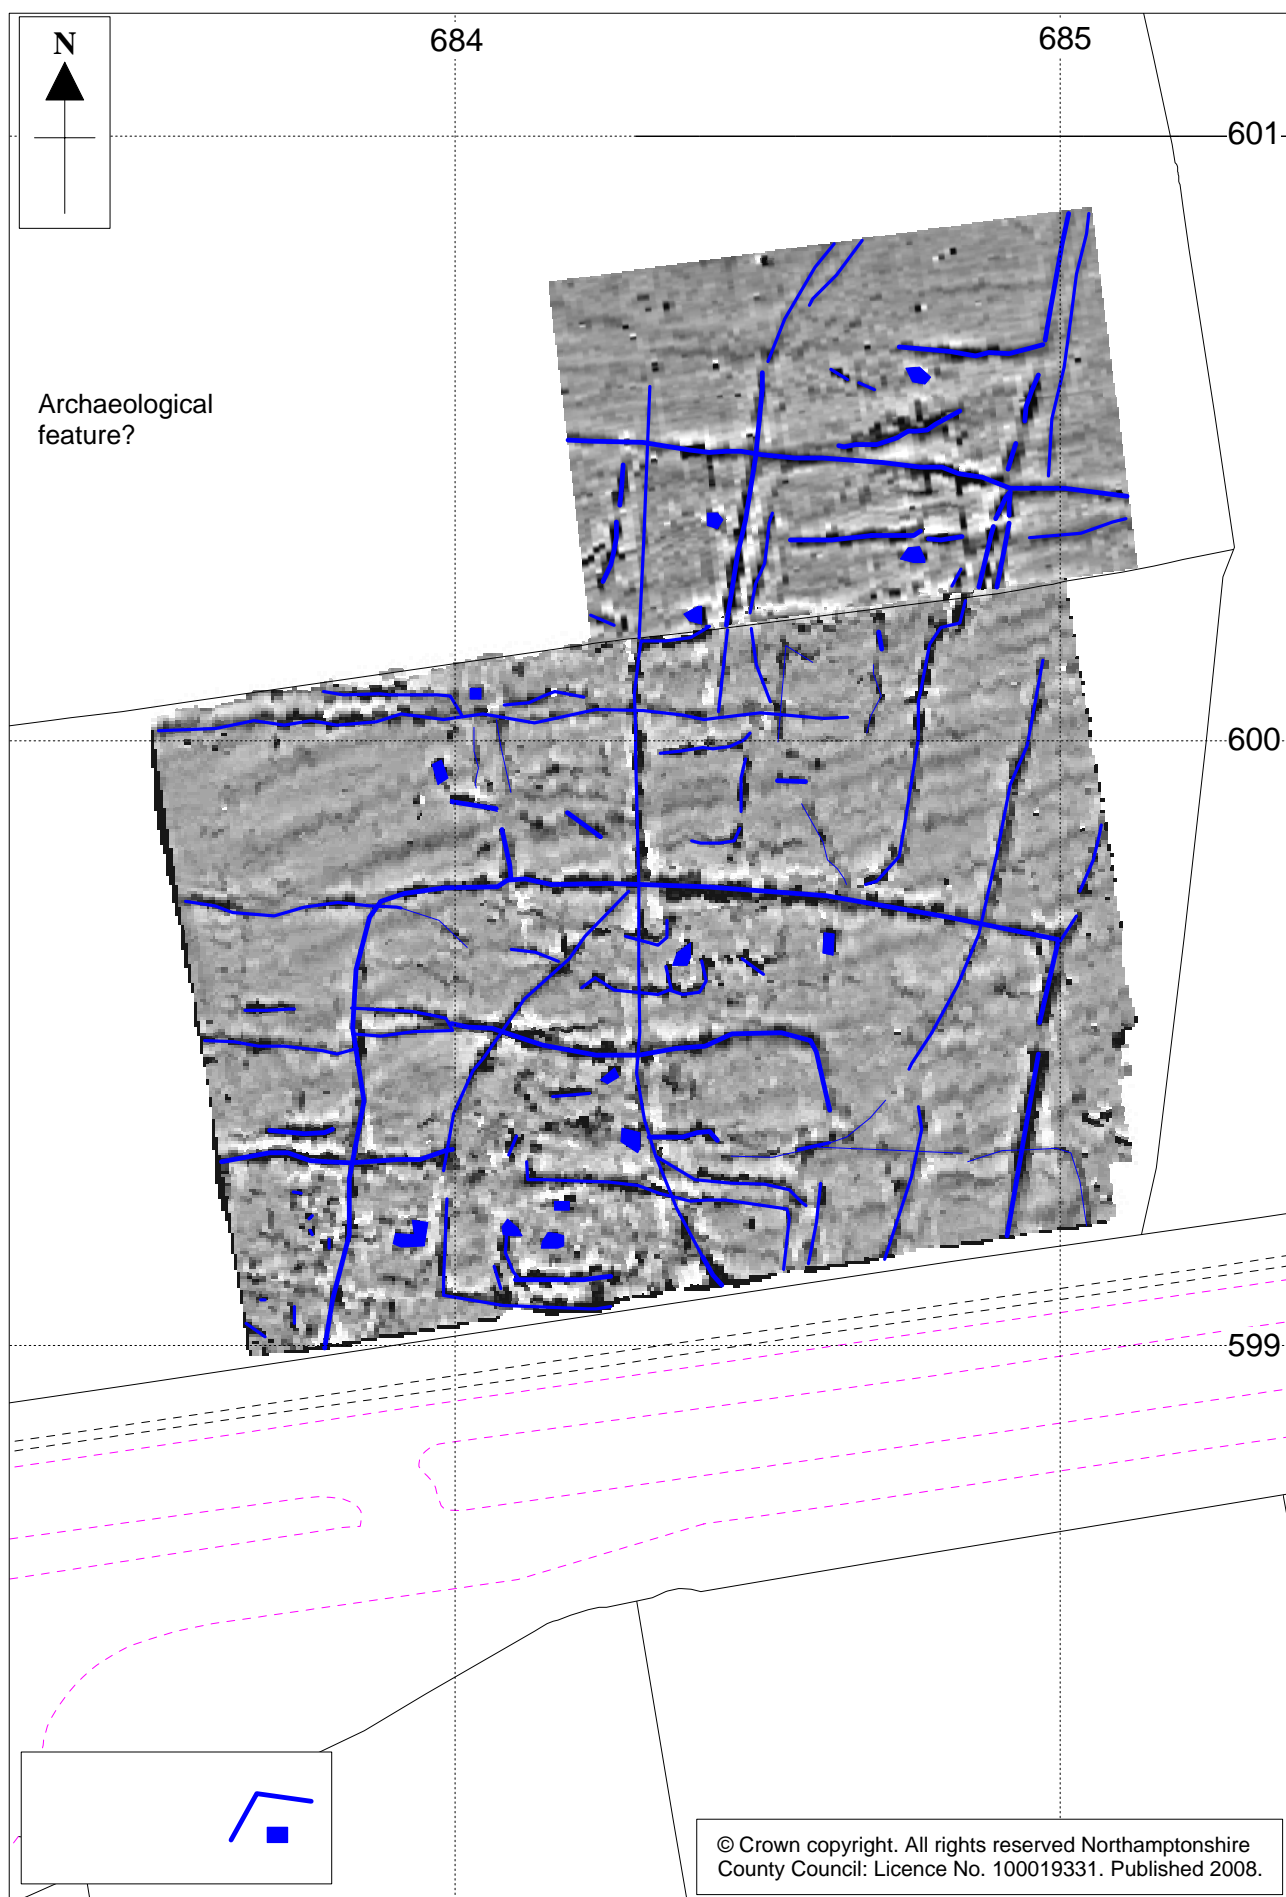 684
685
N
601
Archaeological
feature?
600
599
© Crown copyright. All rights reserved Northamptonshire
County Council: Licence No. 100019331. Published 2008.